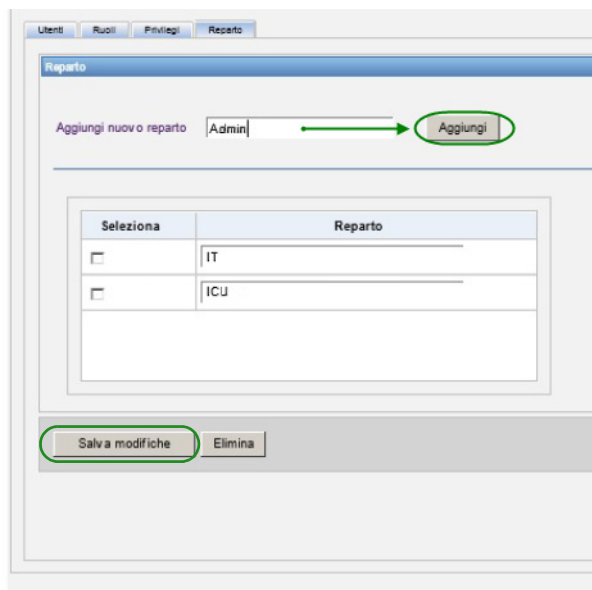 Utenti Ruoli Privilegi Reparto
Reparto
Aggiungi nuovo reparto Admin Aggiungi
Seleziona Reparto
IT
ICU
Salva modifiche Elimina